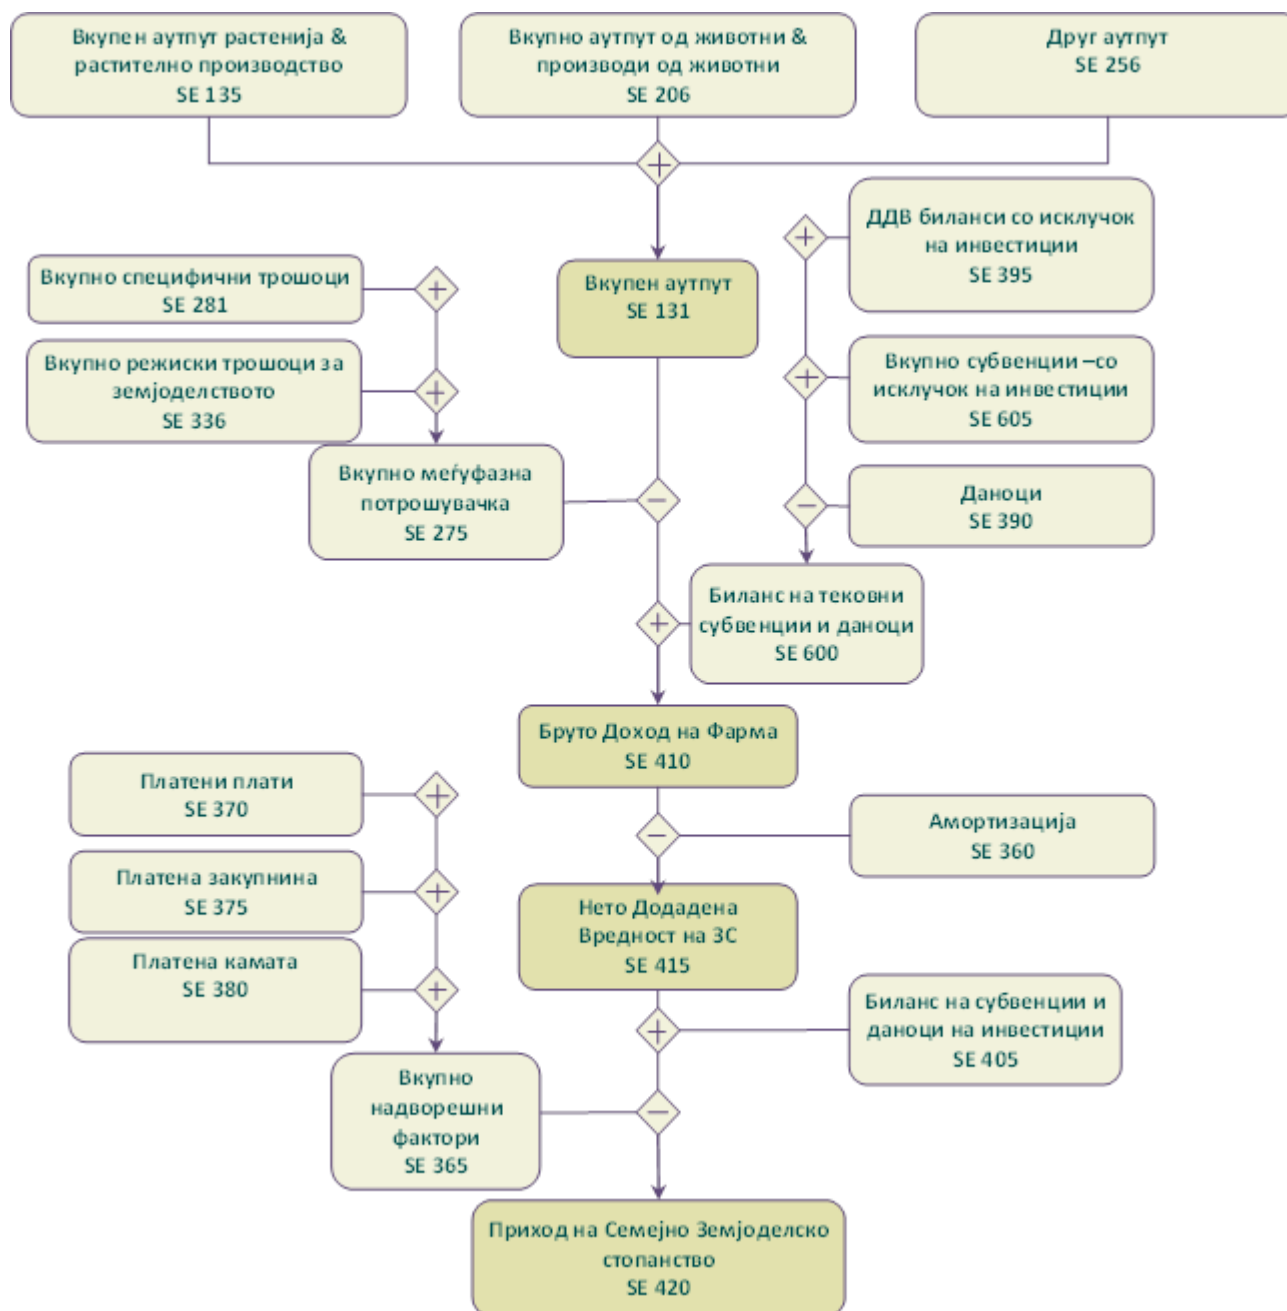 Вкупен аутпут растенија &
растително производство
SE 135
Вкупно аутпут од животни &
производи од животни
SE 206
Друг аутпут
SE 256
ДДВ биланси со исклучок
на инвестиции
SE 395
Вкупно специфични трошоци
SE 281
Вкупен аутпут
SE 131
Вкупно режиски трошоци за
земјоделството
SE 336
Вкупно субвенции –со
исклучок на инвестиции
SE 605
Вкупно меѓуфазна
потрошувачка
SE 275
Даноци
SE 390
Биланс на тековни
субвенции и даноци
SE 600
Бруто Доход на Фарма
SE 410
Платени плати
SE 370
Амортизација
SE 360
Платена закупнина
SE 375
Нето Додадена
Вредност на ЗС
SE 415
Платена камата
SE 380
Биланс на субвенции и
даноци на инвестиции
SE 405
Вкупно
надворешни
фактори
SE 365
Приход на Семејно Земјоделско
стопанство
SE 420